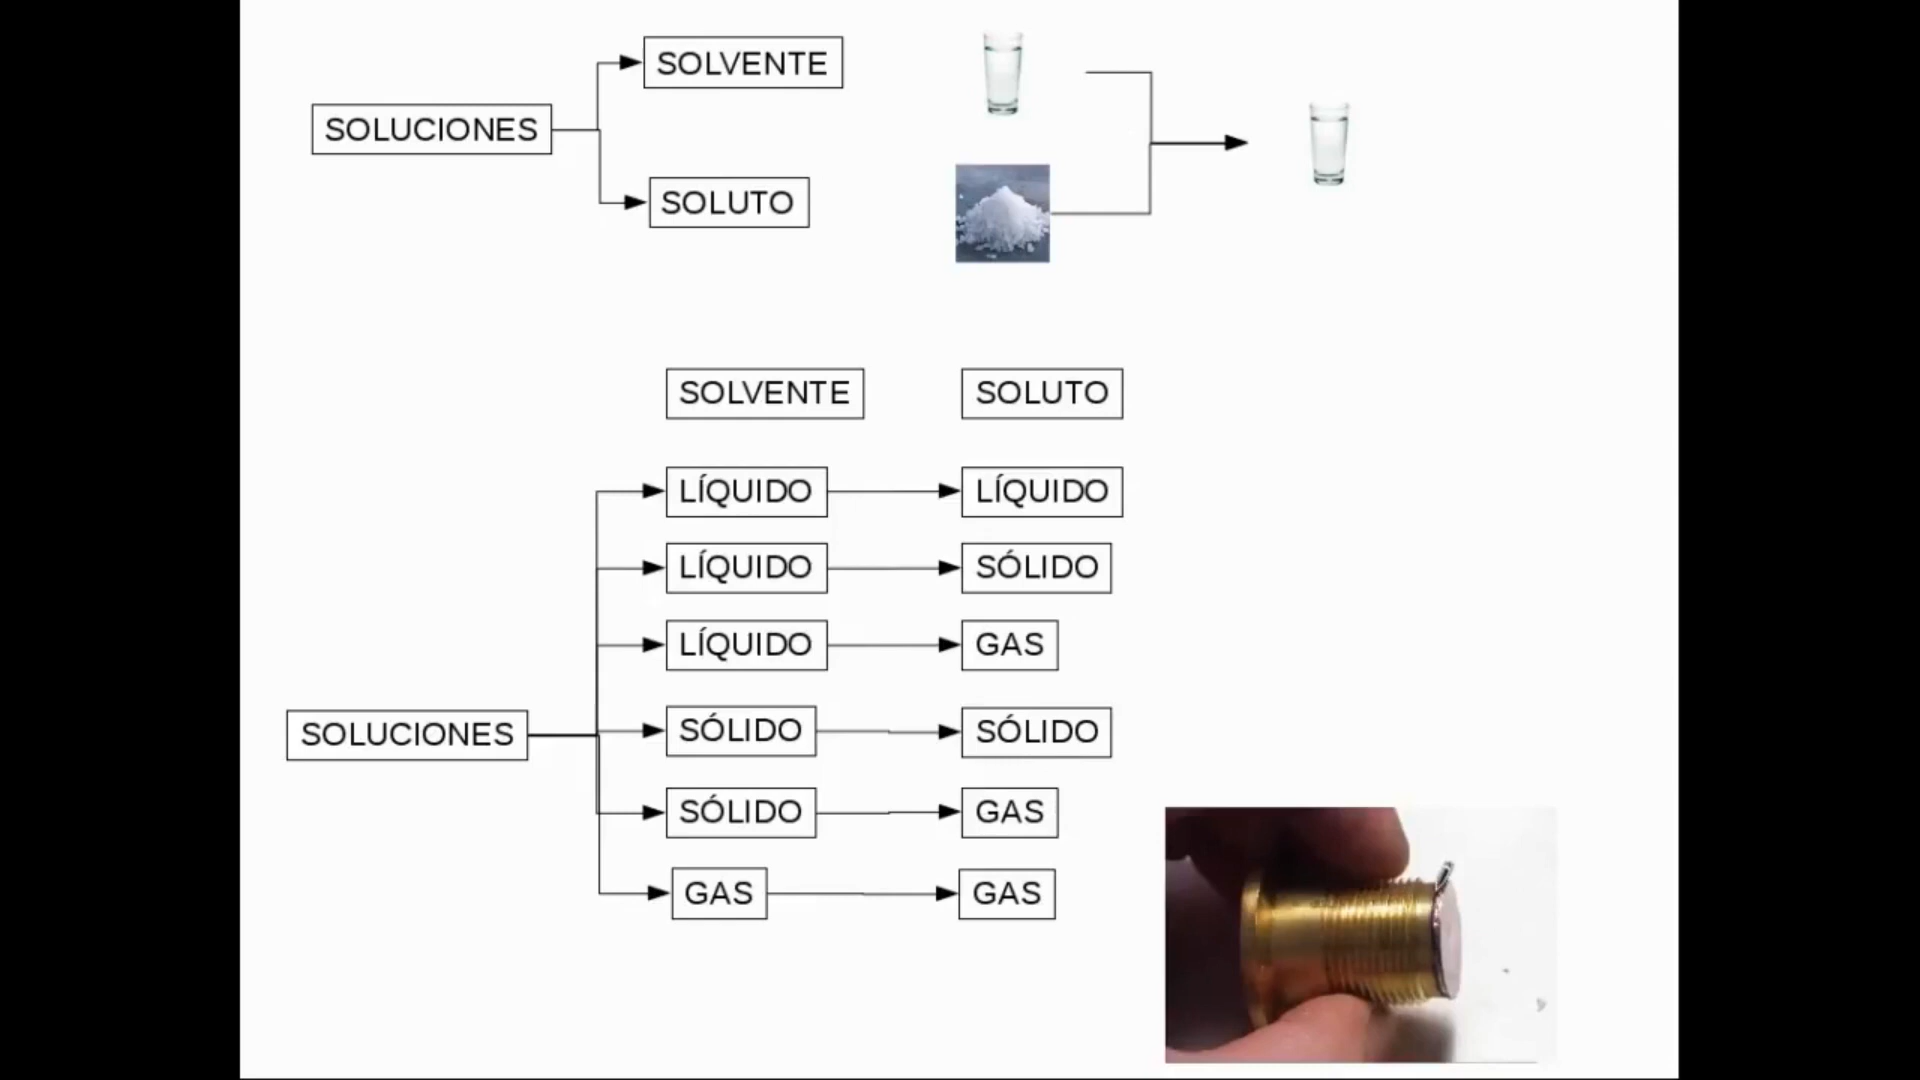 SOLVENTE
SOLUCIONES
SOLUTO
SOLVENTE SOLUTO
LÍQUIDO LÍQUIDO
LÍQUIDO SÓLIDO
LÍQUIDO GAS
SOLUCIONES SÓLIDO SÓLIDO
SÓLIDO GAS
GAS GAS